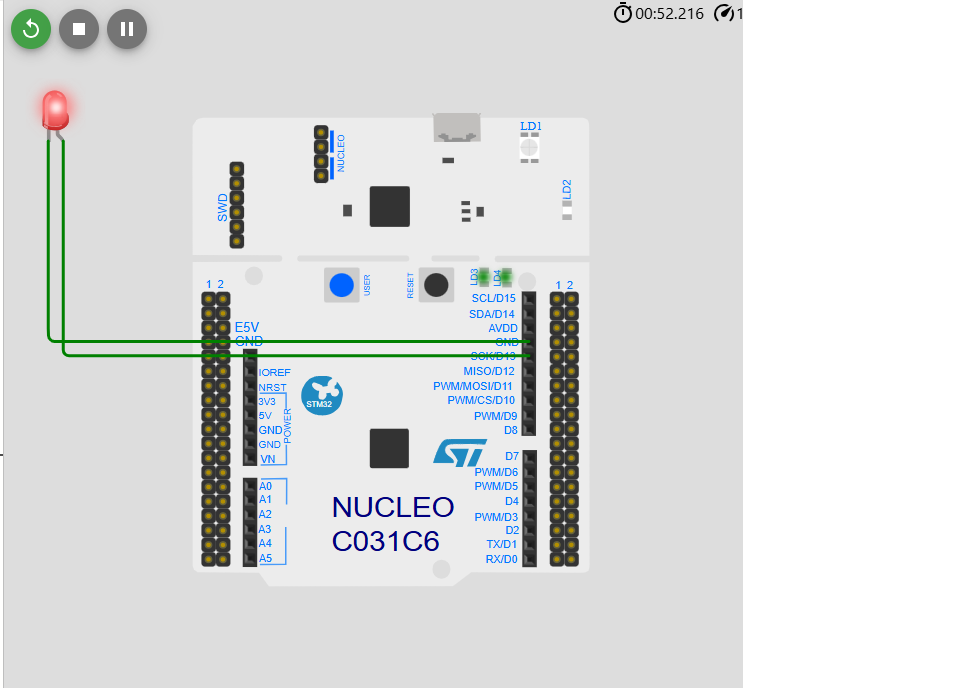 00:52.216
1
LD1
NUCLEO
LD2
SWD
USER
RESET
LD3
LD4
1 2
1 2
SCL/D15
SDA/D14
AVDD
GND
SCK/D13
MISO/D12
PWM/MOSI/D11
PWM/CS/D10
PWM/D9
D8
E5V
GND
IOREF
NRST
3V3
5V
GND
GND
VN
POWER
STM32
ST
D7
PWM/D6
PWM/D5
D4
PWM/D3
D2
TX/D1
RX/D0
A0
A1
A2
A3
A4
A5
NUCLEO
C031C6